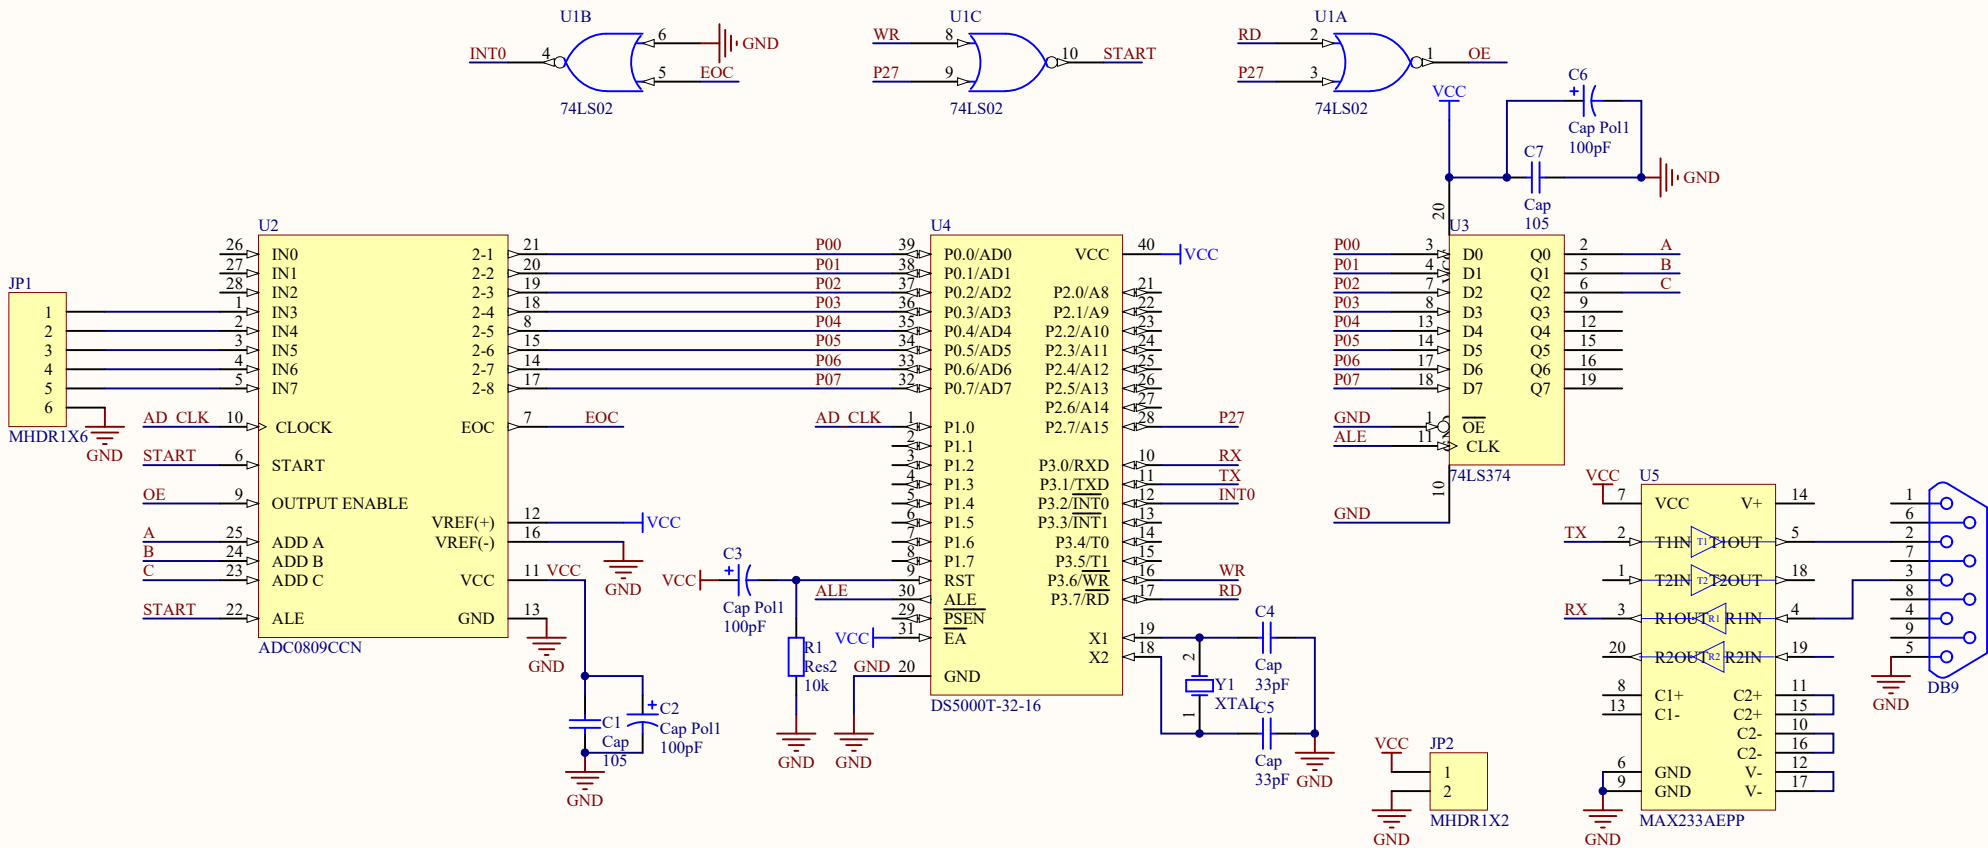 U1B
6
GND
INT0
4
5
EOC
74LS02
U1C
WR
8
10
START
P27
9
74LS02
U1A
RD
2
1
OE
P27
3
74LS02
VCC
C6
+
Cap Pol1
100pF
C7
Cap
105
GND
JP1
1
2
3
4
5
6
MHDR1X6
GND
U2
26 IN0 2-1 21
27 IN1 2-2 20
28 IN2 2-3 19
1 IN3 2-4 18
2 IN4 2-5 8
3 IN5 2-6 15
4 IN6 2-7 14
5 IN7 2-8 17
AD CLK 10 CLOCK EOC 7 EOC
START 6 START
OE 9 OUTPUT ENABLE
VREF(+) 12 VCC
VREF(-) 16
GND
A 25 ADD A
B 24 ADD B
C 23 ADD C
VCC 11 VCC
START 22 ALE
GND 13
GND
ADC0809CCN
C1
Cap
105
+
C2
Cap Pol1
100pF
GND
VCC
C3
+
Cap Pol1
100pF
R1
Res2
10k
GND
U4
P00 39 P0.0/AD0 VCC 40 VCC
P01 38 P0.1/AD1
P02 37 P0.2/AD2 P2.0/A8 21
P03 36 P0.3/AD3 P2.1/A9 22
P04 35 P0.4/AD4 P2.2/A10 23
P05 34 P0.5/AD5 P2.3/A11 24
P06 33 P0.6/AD6 P2.4/A12 25
P07 32 P0.7/AD7 P2.5/A13 26
P2.6/A14 27
AD CLK 1 P1.0 P2.7/A15 28 P27
2 P1.1
3 P1.2 P3.0/RXD 10 RX
4 P1.3 P3.1/TXD 11 TX
5 P1.4 P3.2/INT0 12 INT0
6 P1.5 P3.3/INT1 13
7 P1.6 P3.4/T0 14
8 P1.7 P3.5/T1 15
9 RST P3.6/WR 16 WR
ALE 30 ALE P3.7/RD 17 RD
29 PSEN
VCC 31 EA X1 19
X2 18
GND 20 GND
GND
DS5000T-32-16
2
Y1
XTAL
1
C4
Cap
33pF
C5
Cap
33pF
GND
20
U3
P00 3 D0 Q0 2 A
P01 4 D1 Q1 5 B
P02 7 D2 Q2 6 C
P03 8 D3 Q3 9
P04 13 D4 Q4 12
P05 14 D5 Q5 15
P06 17 D6 Q6 16
P07 18 D7 Q7 19
GND 1 OE
ALE 11 CLK
74LS374
10
GND
VCC
JP2
1
2
MHDR1X2
GND
VCC
U5
7 VCC V+ 14
TX 2 T1IN T1 T1OUT 5
1 T2IN T2 T2OUT 18
RX 3 R1OUT R1 R1IN 4
20 R2OUT R2 R2IN 19
8 C1+ C2+ 11
13 C1- C2+ 15
C2- 10
C2- 16
6 GND V- 12
9 GND V- 17
MAX233AEPP
GND
1
6
2
7
3
8
4
9
5
DB9
GND